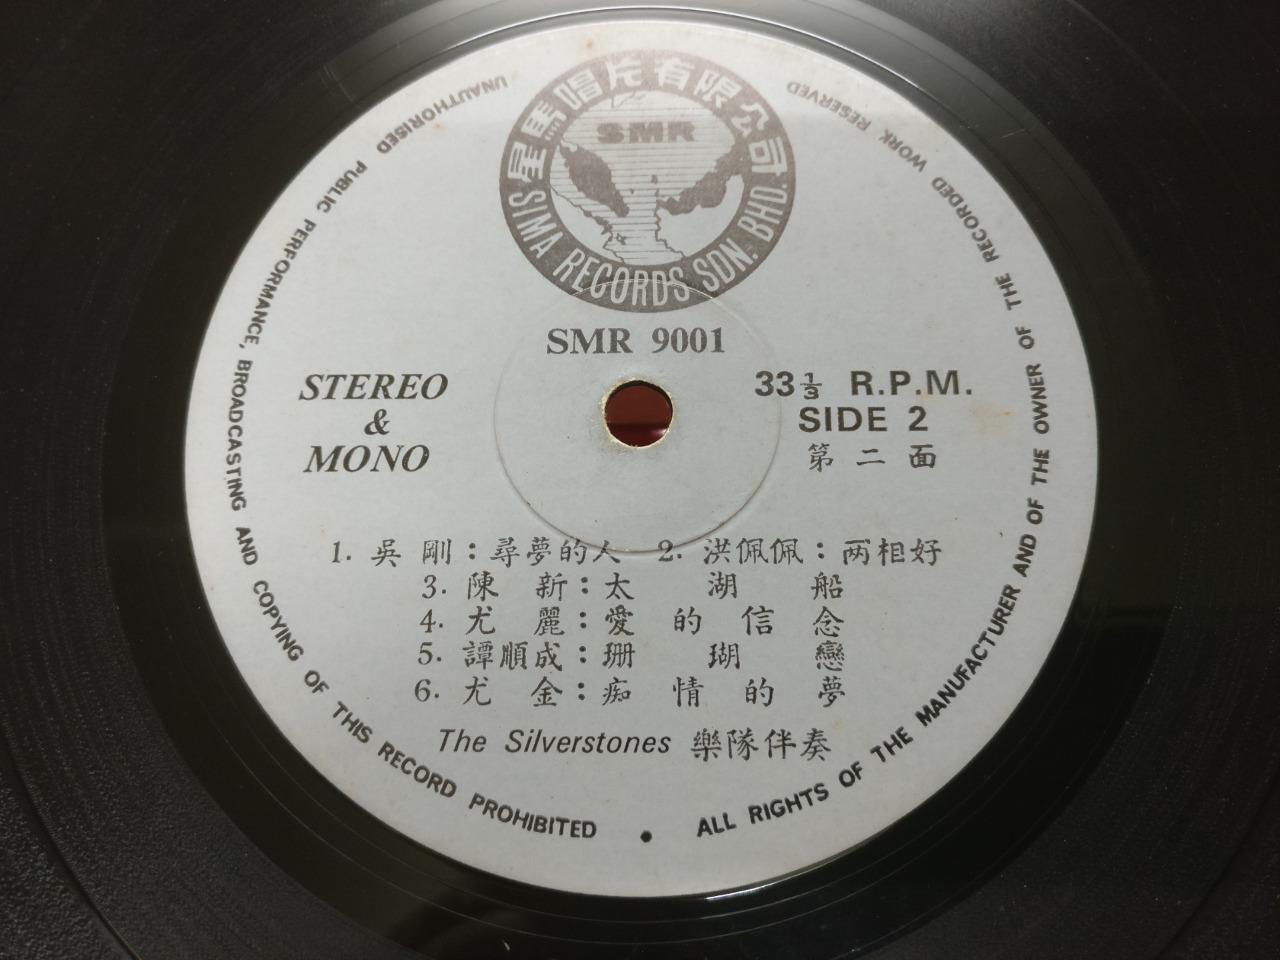 星馬唱片有限公司
SMR
SIMA RECORDS SDN. BHD.
SMR 9001
STEREO
&
MONO
33⅓ R.P.M.
SIDE 2
第二面
1. 吳剛：尋夢的人 2. 洪佩佩：两相好
3. 陳新：太湖船
4. 尤麗：愛的信念
5. 譚順成：珊瑚戀
6. 尤金：痴情的夢
The Silverstones 樂隊伴奏
UNAUTHORISED PUBLIC PERFORMANCE, BROADCASTING AND COPYING OF THIS RECORD PROHIBITED • ALL RIGHTS OF THE MANUFACTURER AND OF THE OWNER OF THE RECORDED WORK RESERVED